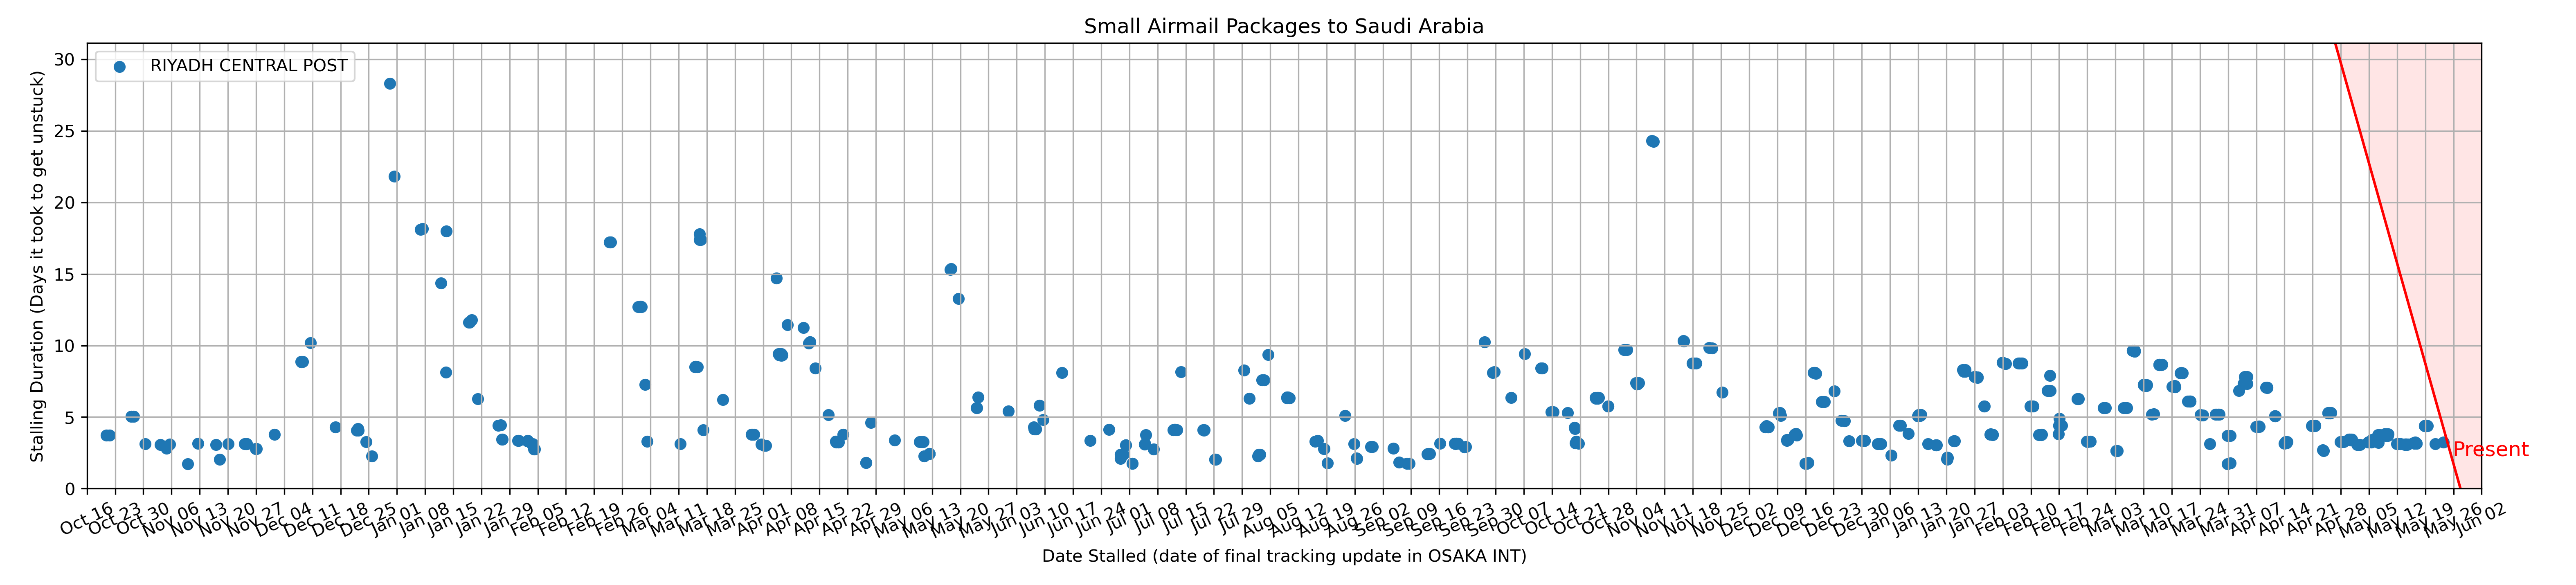 Small Airmail Packages to Saudi Arabia
RIYADH CENTRAL POST
Stalling Duration (Days it took to get unstuck)
30
25
20
15
10
5
0
Present
Oct 16 Oct 23 Oct 30 Nov 06 Nov 13 Nov 20 Nov 27 Dec 04 Dec 11 Dec 18 Dec 25 Jan 01 Jan 08 Jan 15 Jan 22 Jan 29 Feb 05 Feb 12 Feb 19 Feb 26 Mar 04 Mar 11 Mar 18 Mar 25 Apr 01 Apr 08 Apr 15 Apr 22 Apr 29 May 06 May 13 May 20 May 27 Jun 03 Jun 10 Jun 17 Jun 24 Jul 01 Jul 08 Jul 15 Jul 22 Jul 29 Aug 05 Aug 12 Aug 19 Aug 26 Sep 02 Sep 09 Sep 16 Sep 23 Sep 30 Oct 07 Oct 14 Oct 21 Oct 28 Nov 04 Nov 11 Nov 18 Nov 25 Dec 02 Dec 09 Dec 16 Dec 23 Dec 30 Jan 06 Jan 13 Jan 20 Jan 27 Feb 03 Feb 10 Feb 17 Feb 24 Mar 03 Mar 10 Mar 17 Mar 24 Mar 31 Apr 07 Apr 14 Apr 21 Apr 28 May 05 May 12 May 19 May 26 Jun 02
Date Stalled (date of final tracking update in OSAKA INT)